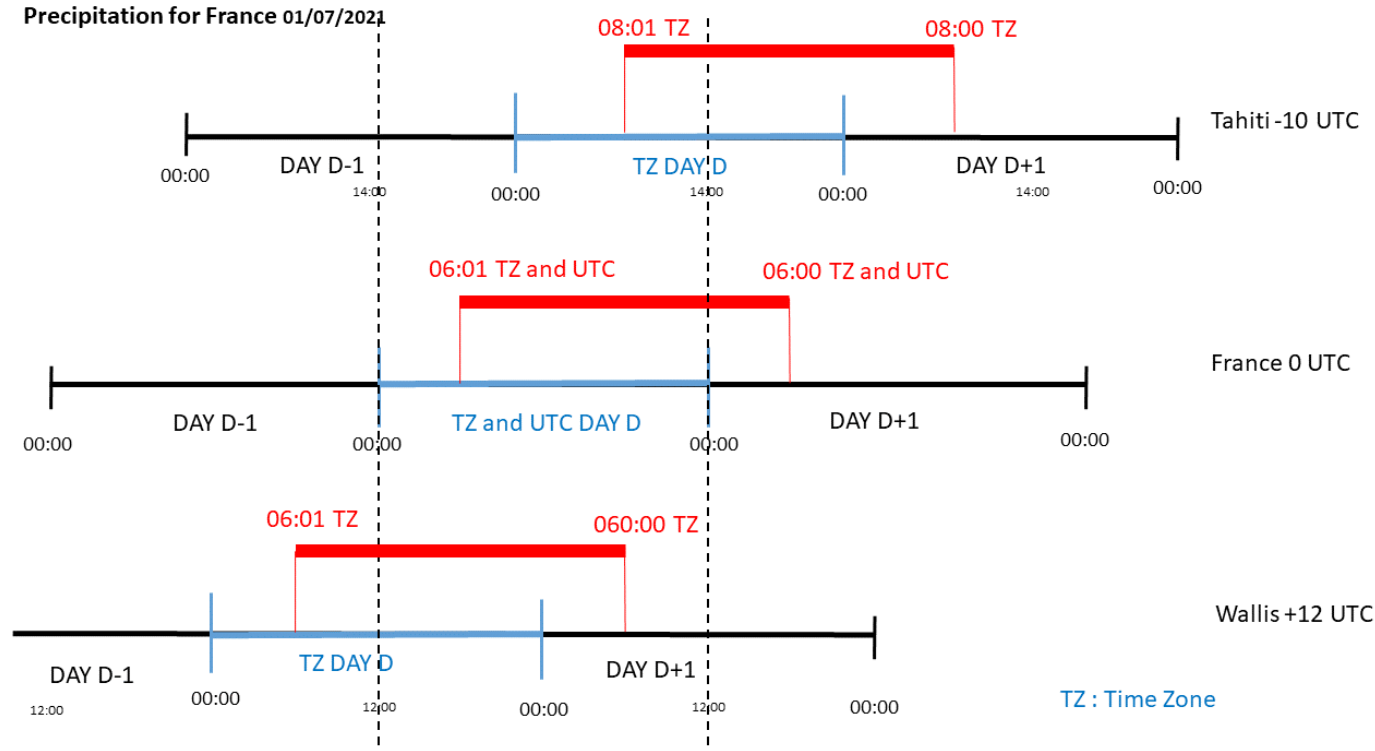 Precipitation for France 01/07/2021
08:01 TZ
08:00 TZ
Tahiti -10 UTC
DAY D-1
TZ DAY D
DAY D+1
00:00
14:00
00:00
14:00
00:00
14:00
00:00
06:01 TZ and UTC
06:00 TZ and UTC
France 0 UTC
DAY D-1
TZ and UTC DAY D
DAY D+1
00:00
00:00
00:00
00:00
06:01 TZ
060:00 TZ
Wallis +12 UTC
DAY D-1
TZ DAY D
DAY D+1
12:00
00:00
12:00
00:00
12:00
00:00
TZ : Time Zone